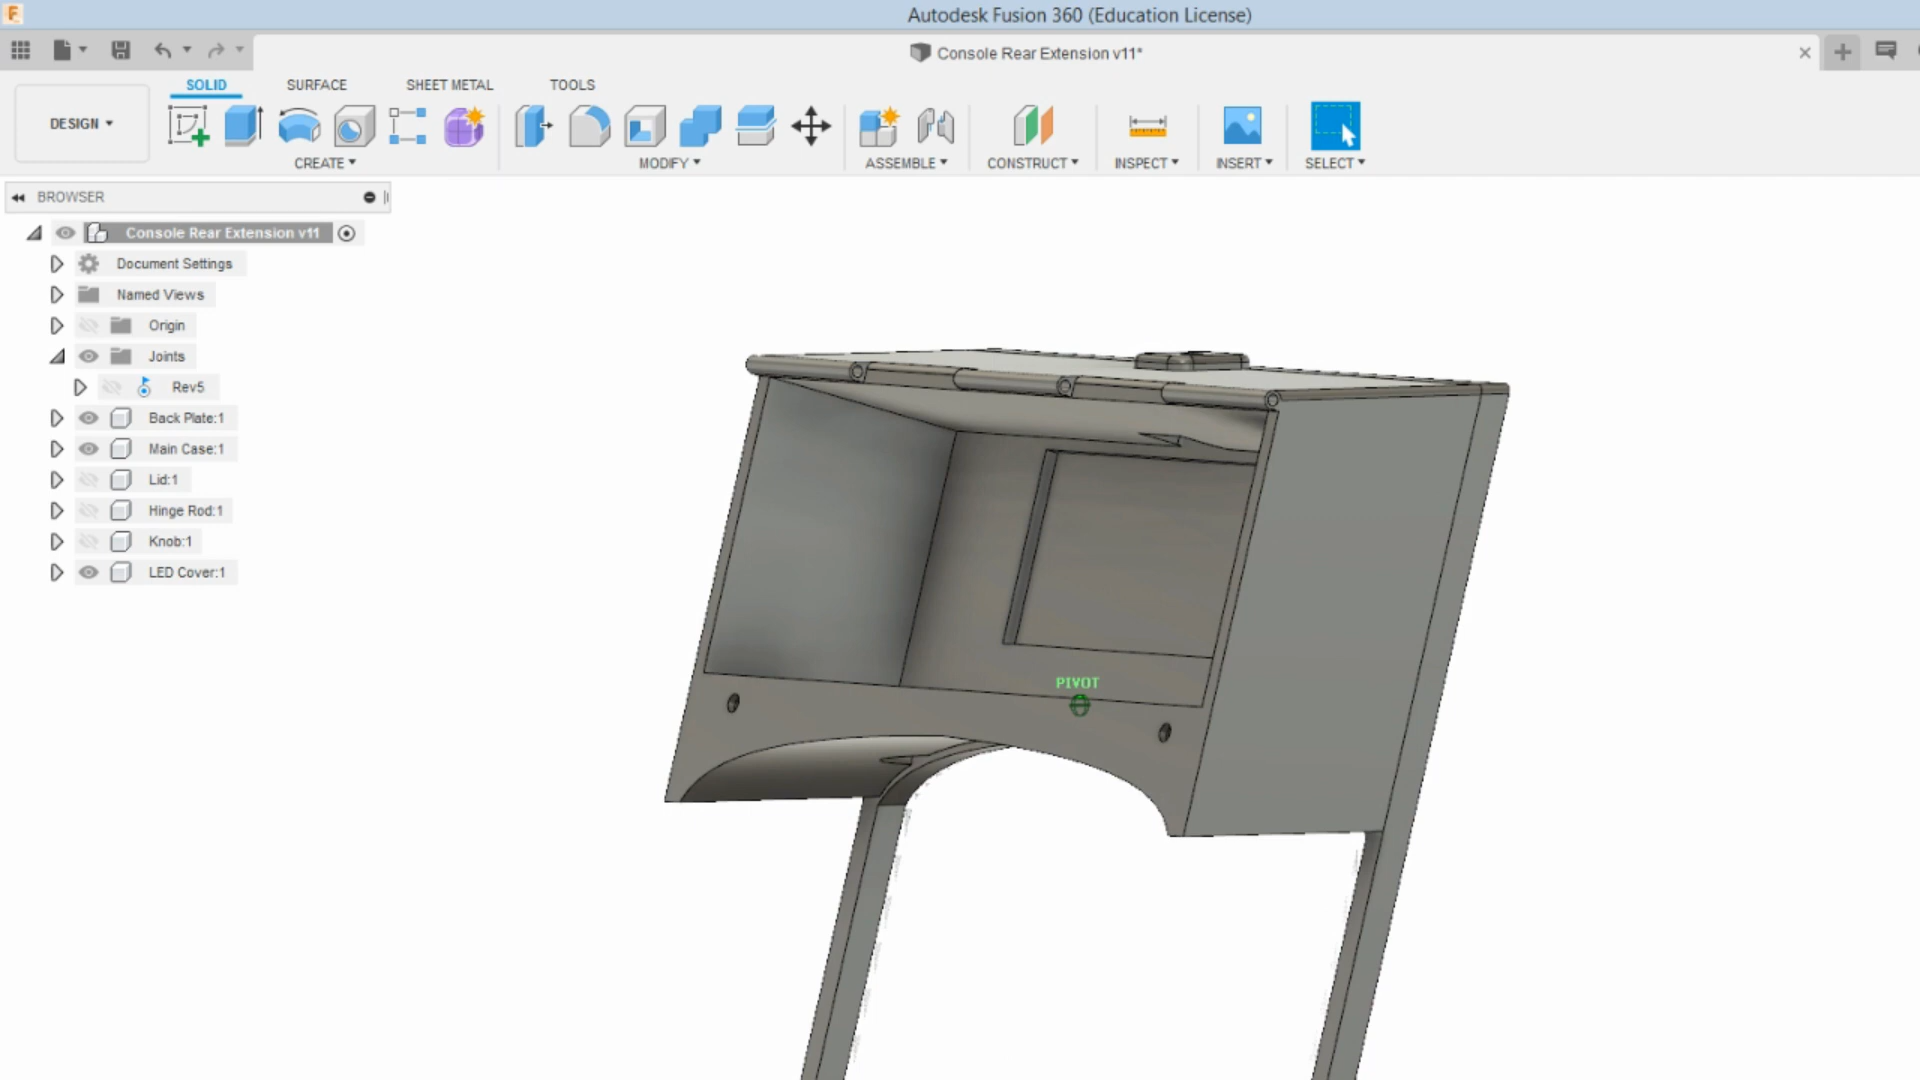 Autodesk Fusion 360 (Education License)
Console Rear Extension v11*
SOLID
SURFACE
SHEET METAL
TOOLS
DESIGN
CREATE
MODIFY
ASSEMBLE
CONSTRUCT
INSPECT
INSERT
SELECT
BROWSER
Console Rear Extension v11
Document Settings
Named Views
Origin
Joints
Rev5
Back Plate:1
Main Case:1
Lid:1
Hinge Rod:1
Knob:1
LED Cover:1
PIVOT